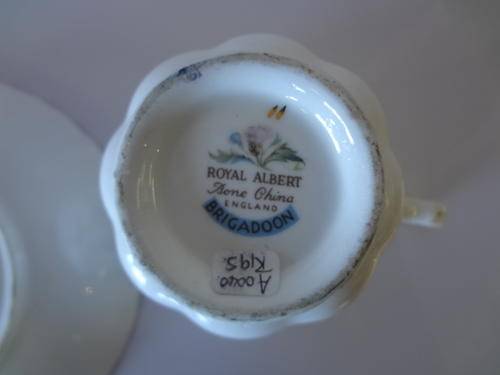 ROYAL ALBERT
Bone China
ENGLAND
BRIGADOON
A0040.
R195.